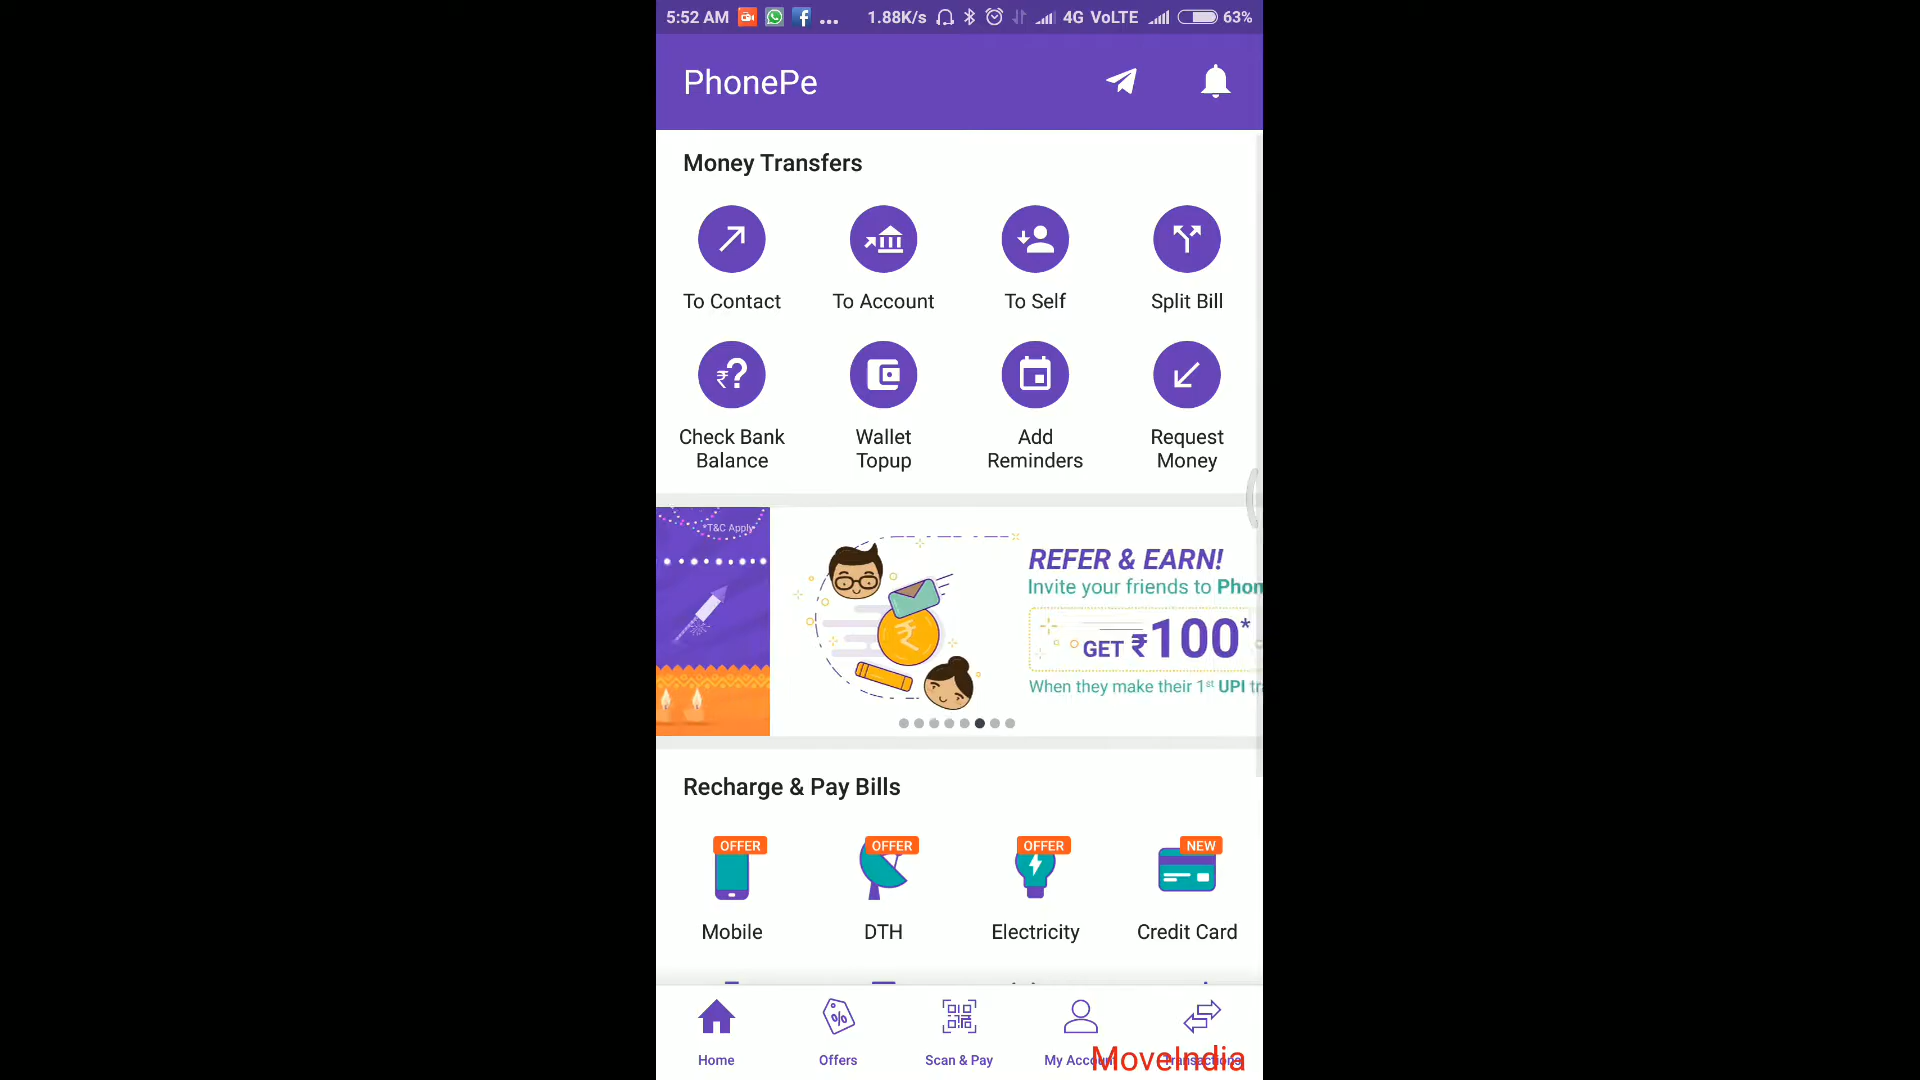 5:52 AM ... 1.88K/s 4G VoLTE 63%
PhonePe
Money Transfers
To Contact To Account To Self Split Bill
Check Bank Balance Wallet Topup Add Reminders Request Money
*T&C Apply
REFER & EARN!
Invite your friends to Phon
GET ₹100*
When they make their 1st UPI
Recharge & Pay Bills
OFFER OFFER OFFER NEW
Mobile DTH Electricity Credit Card
Home Offers Scan & Pay My Account Transactions
MoveIndia